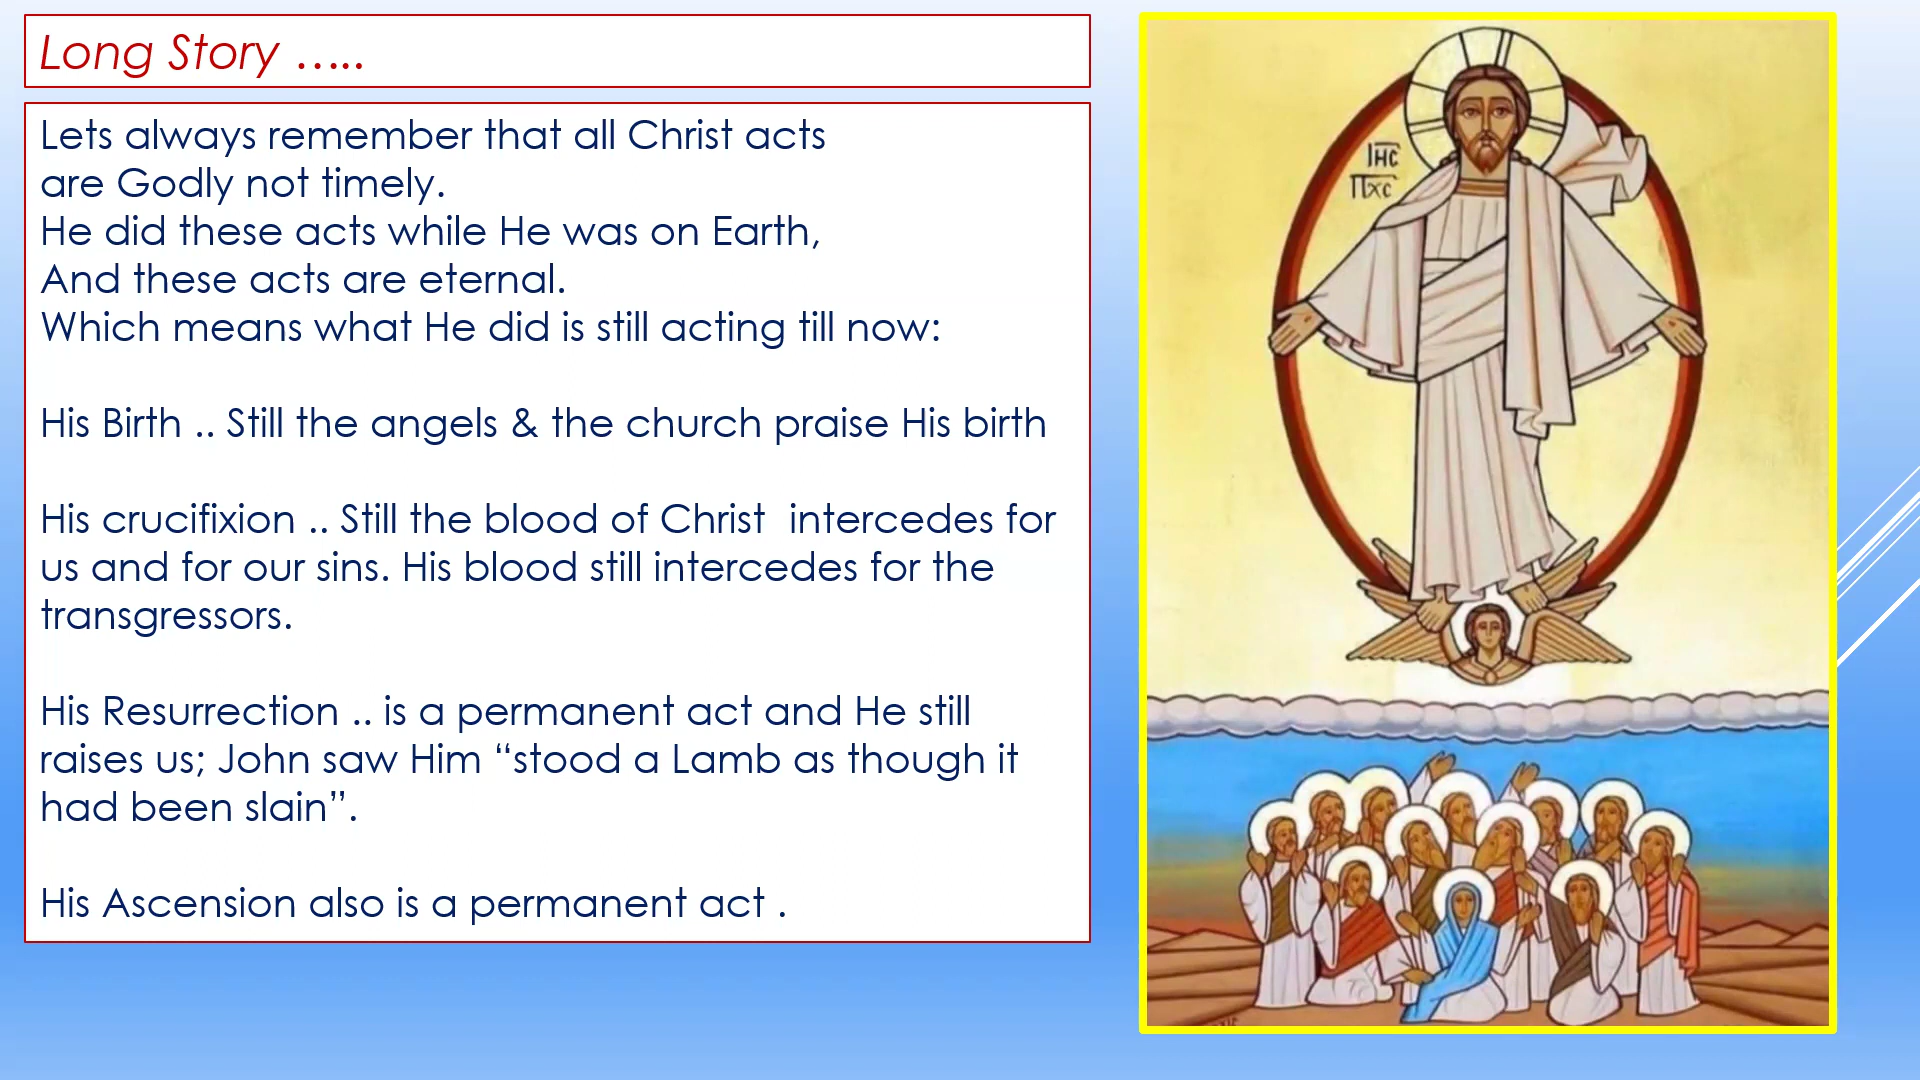 Long Story …..
Lets always remember that all Christ acts
are Godly not timely.
He did these acts while He was on Earth,
And these acts are eternal.
Which means what He did is still acting till now:
His Birth .. Still the angels & the church praise His birth
His crucifixion .. Still the blood of Christ  intercedes for
us and for our sins. His blood still intercedes for the
transgressors.
His Resurrection .. is a permanent act and He still
raises us; John saw Him “stood a Lamb as though it
had been slain”.
His Ascension also is a permanent act .
ⲒⲎⲤ
ⲠⲬⲤ